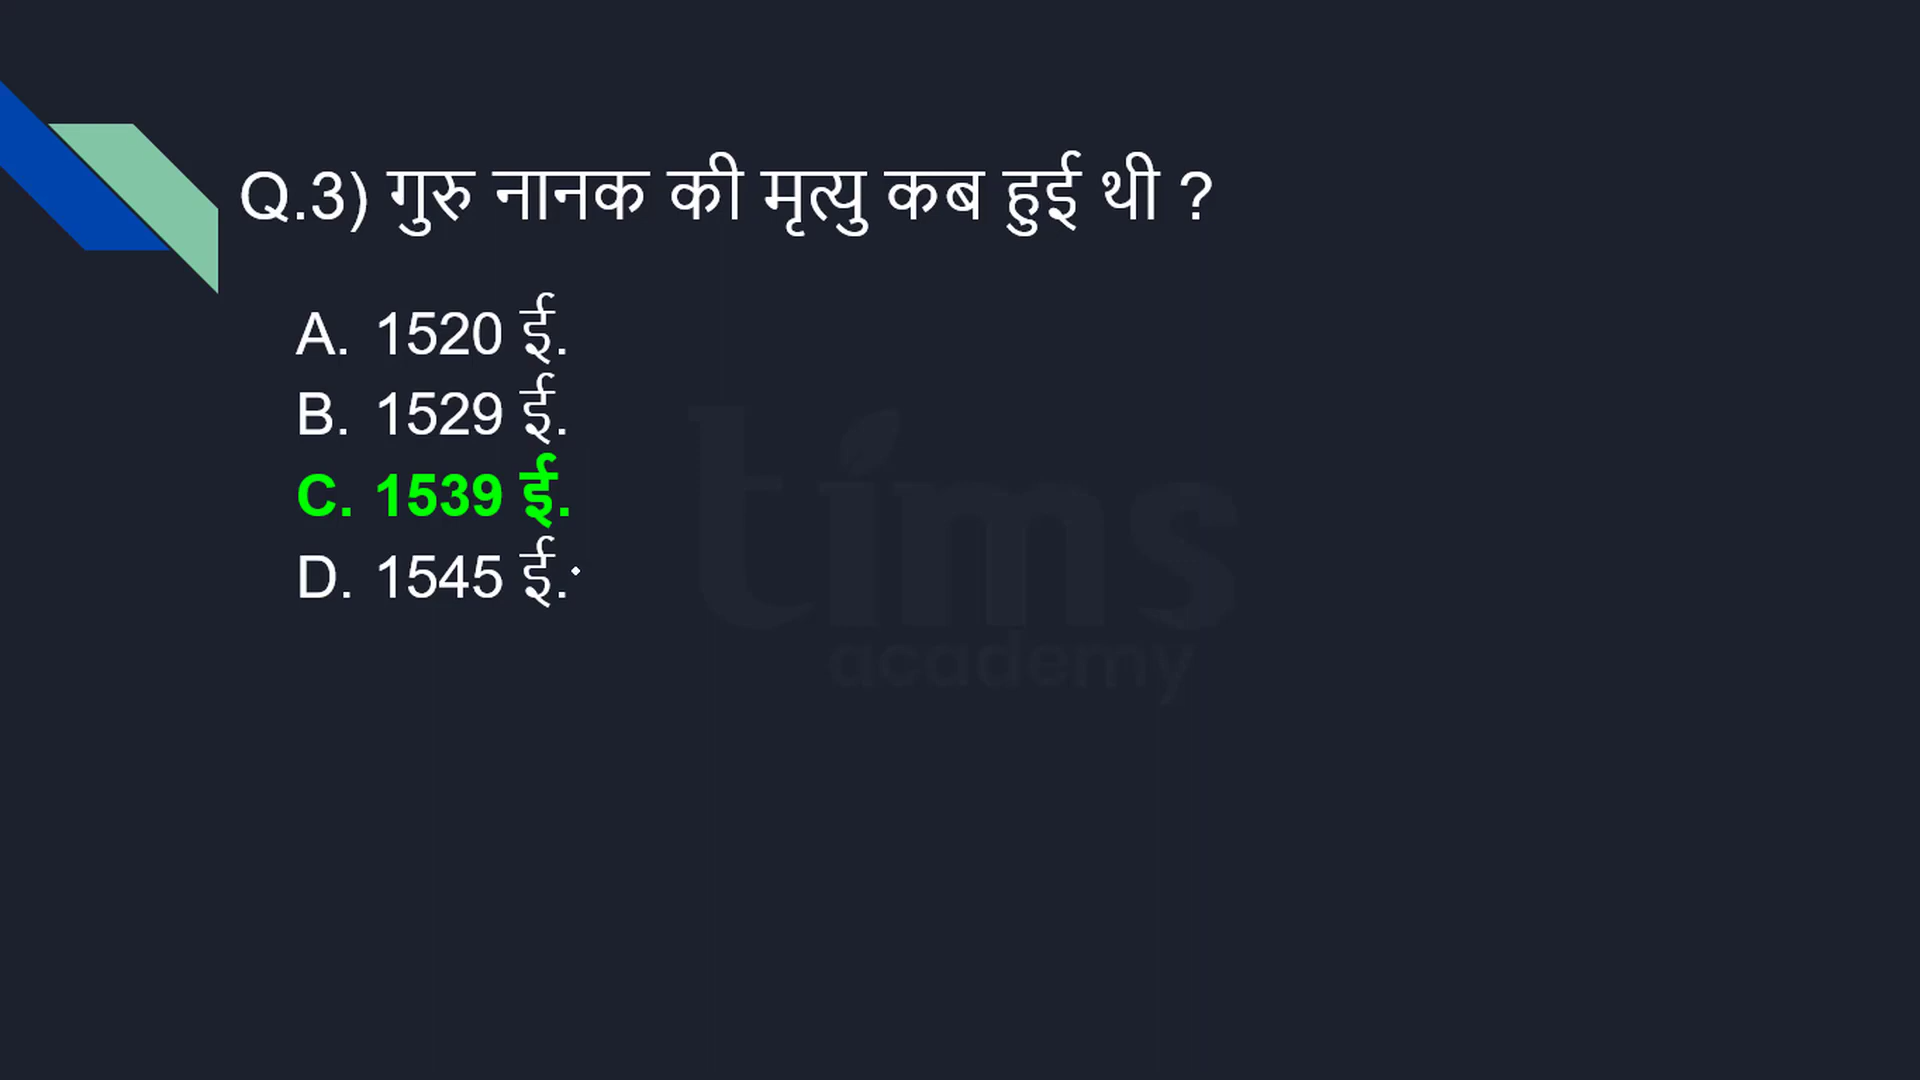 Q.3) गुरु नानक की मृत्यु कब हुई थी ?
A. 1520 ई.
B. 1529 ई.
C. 1539 ई.
D. 1545 ई.
tims
academy